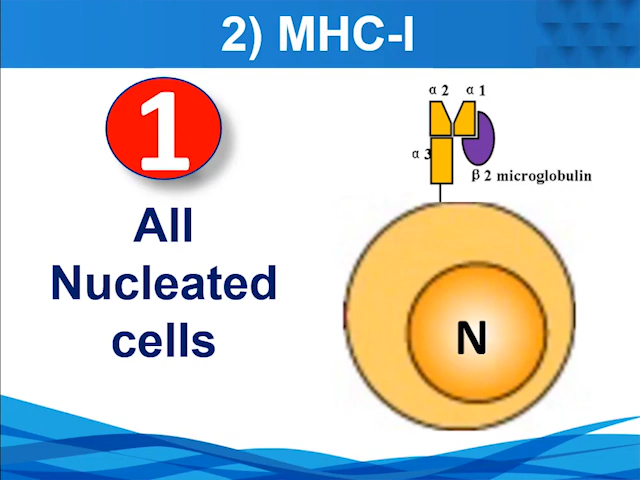 2) MHC-I
1
All
Nucleated
cells
α 2 α 1
α 3
β 2 microglobulin
N